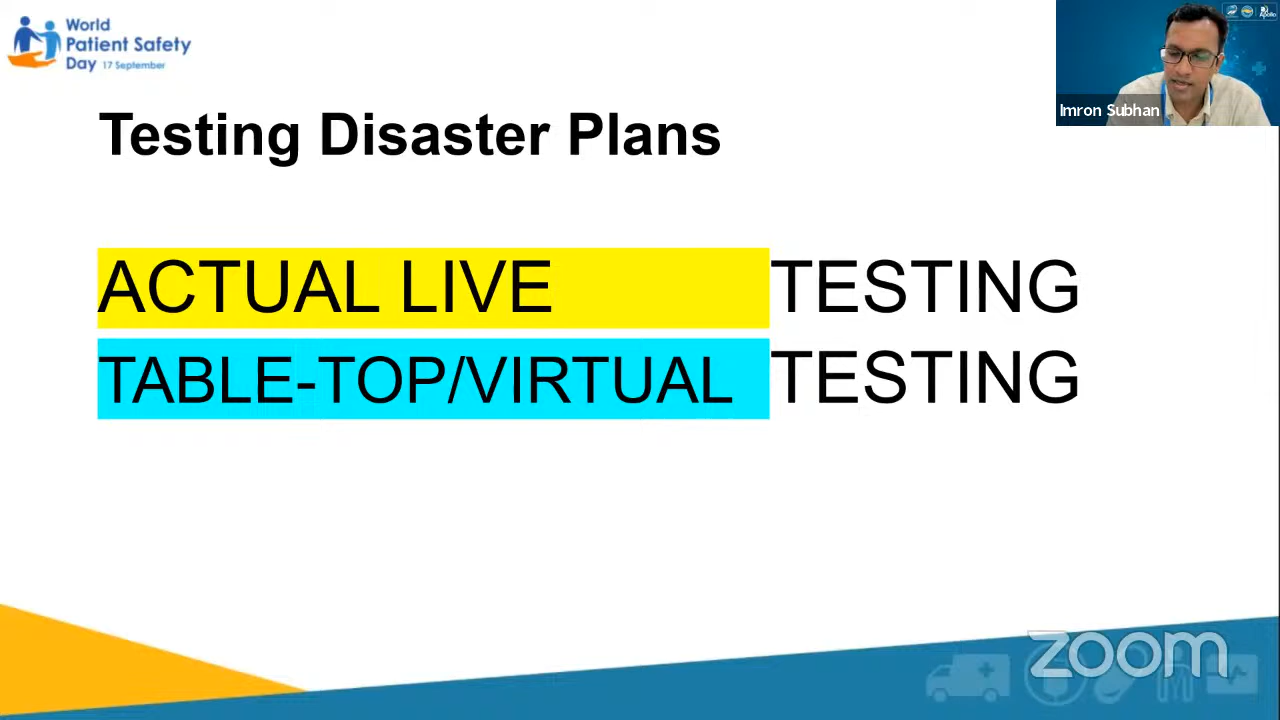 World
Patient Safety
Day 17 September
Imron Subhan
Testing Disaster Plans
ACTUAL LIVE TESTING
TABLE-TOP/VIRTUAL TESTING
zoom